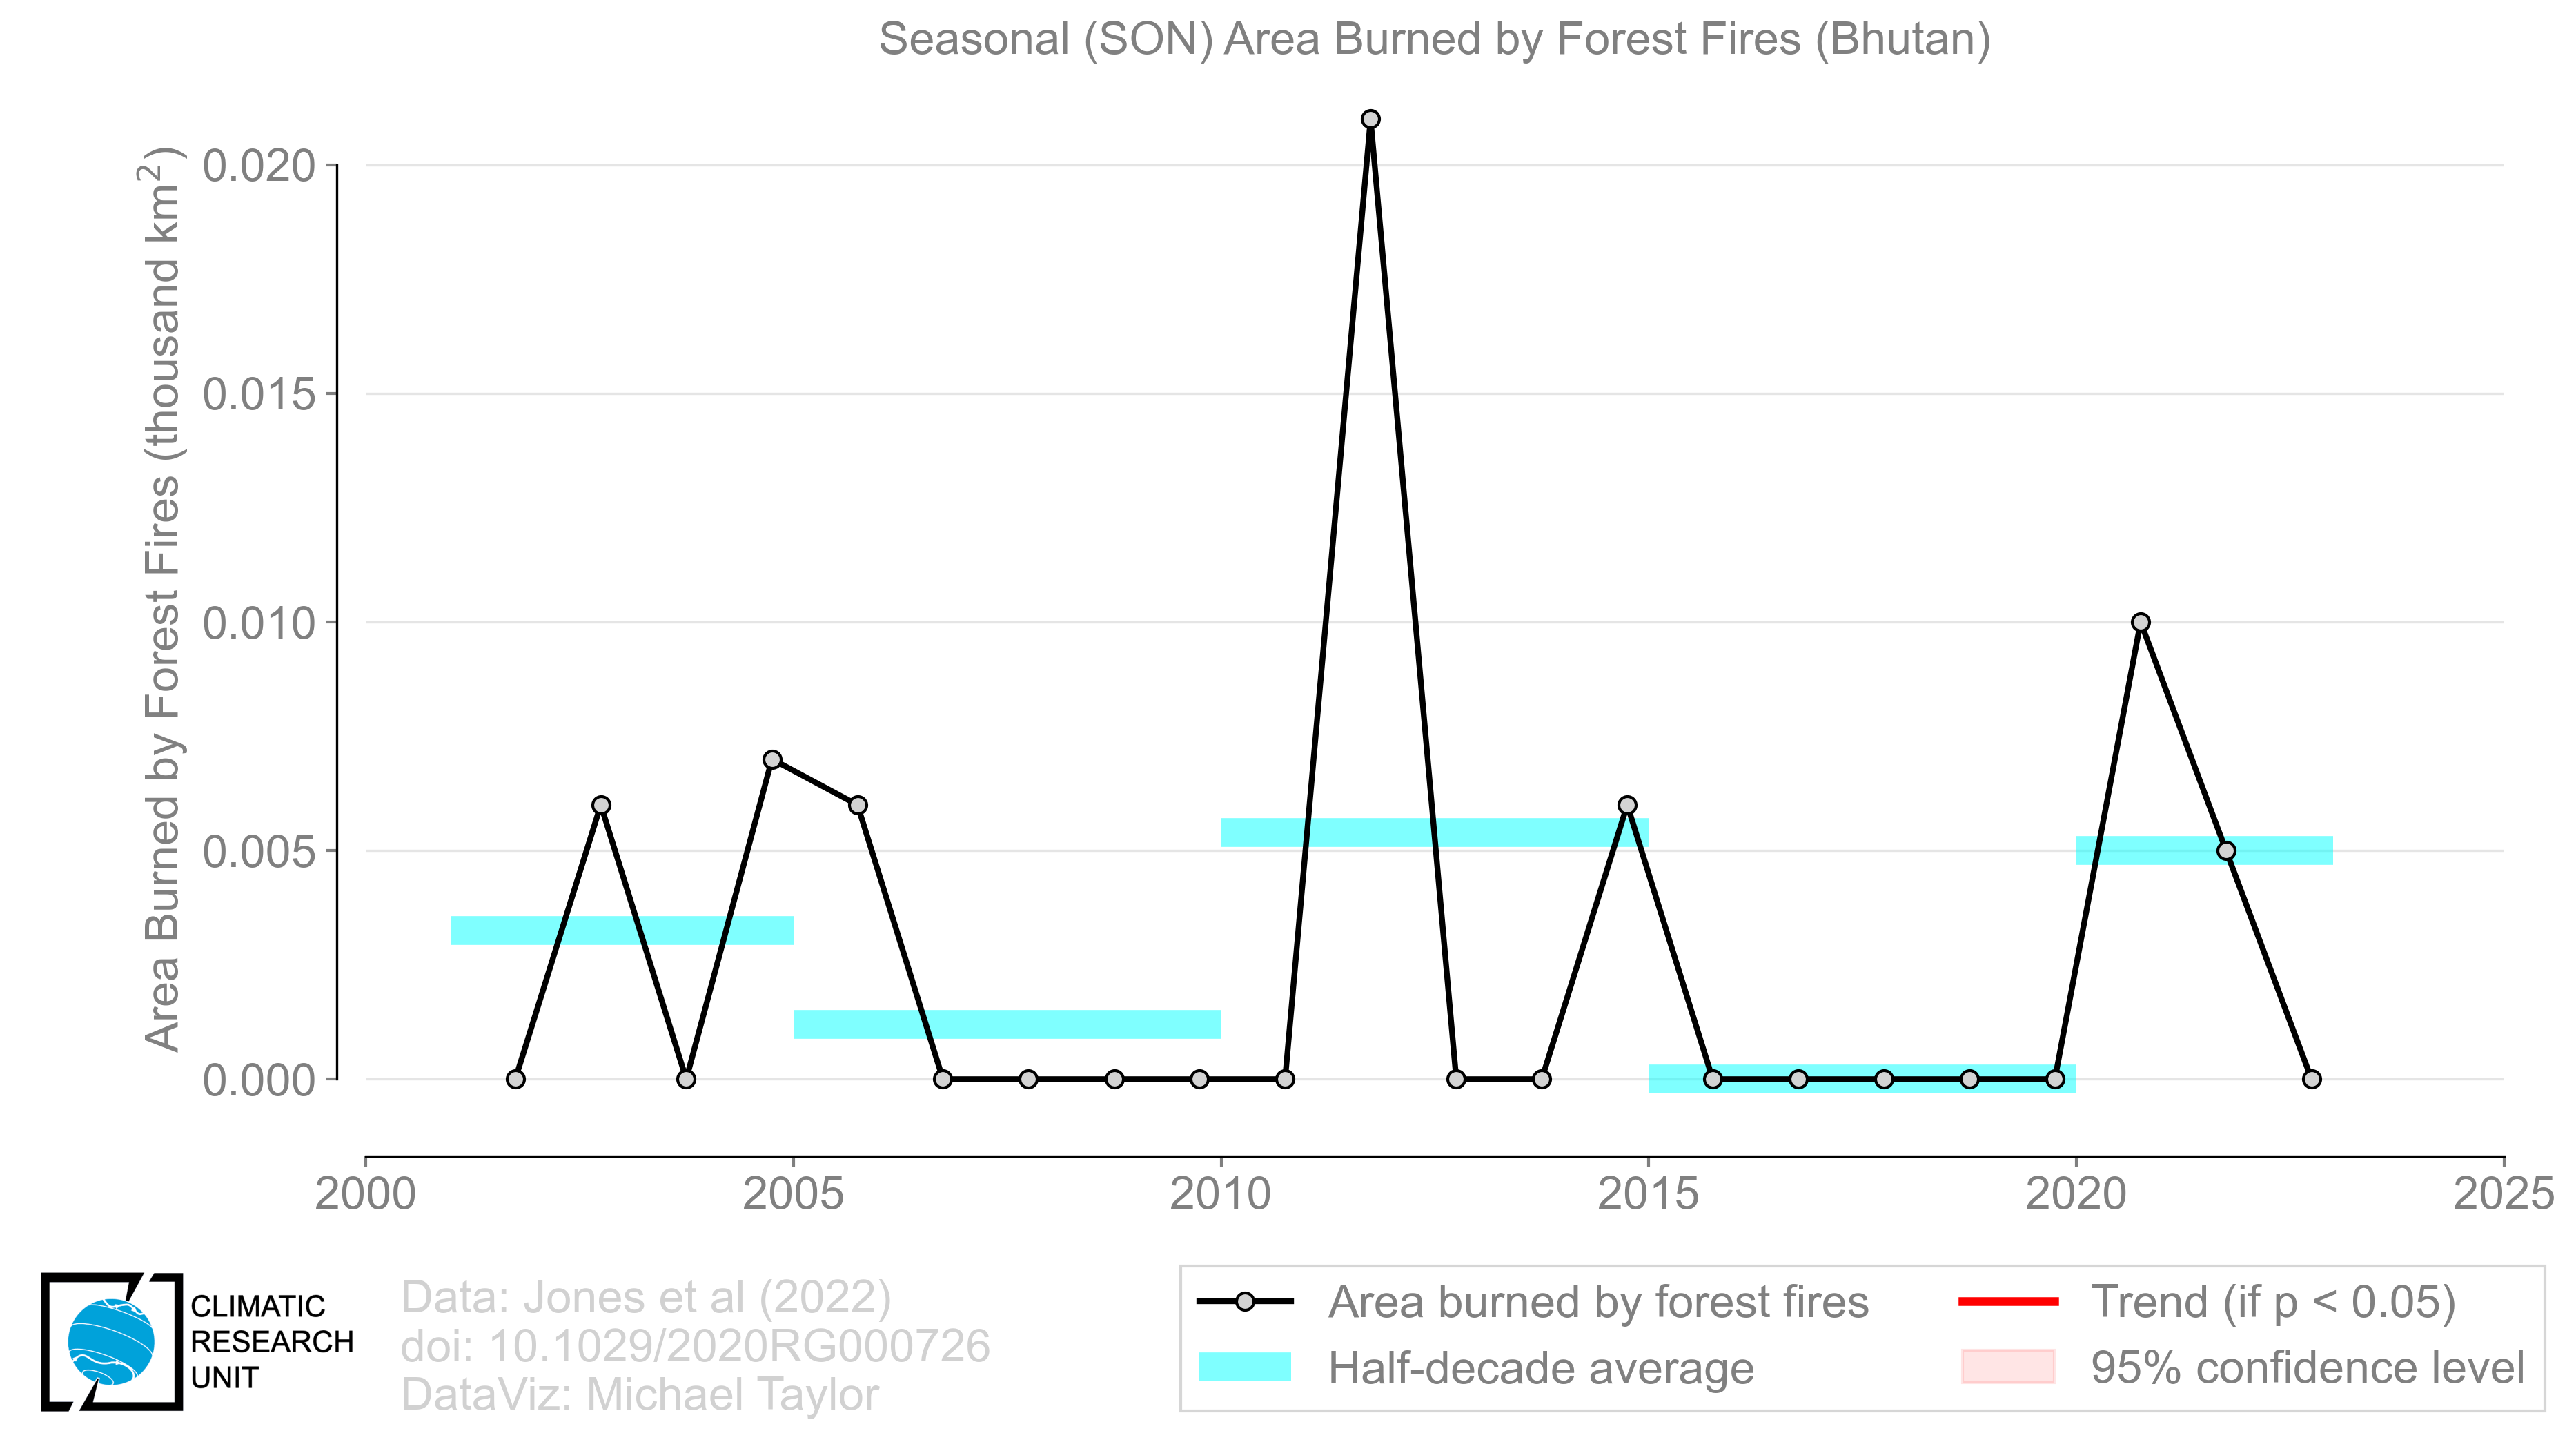 Seasonal (SON) Area Burned by Forest Fires (Bhutan)
Area Burned by Forest Fires (thousand km²)
0.020
0.015
0.010
0.005
0.000
2000 2005 2010 2015 2020 2025
CLIMATIC
RESEARCH
UNIT
Data: Jones et al (2022)
doi: 10.1029/2020RG000726
DataViz: Michael Taylor
Area burned by forest fires
Half-decade average
Trend (if p < 0.05)
95% confidence level